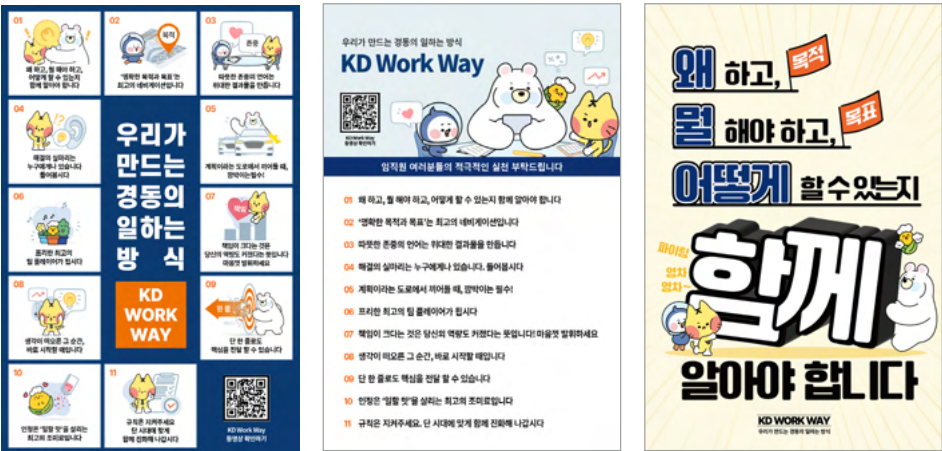 01
왜 하고, 뭘 해야 하고,
어떻게 할 수 있는지
함께 알아야 합니다
02
목적
'명확한 목적과 목표'는
최고의 네비게이션입니다
03
존중
따뜻한 존중의 언어는
위대한 결과물을 만듭니다
04
해결의 실마리는
누구에게나 있습니다
들어봅시다
05
계획이라는 도로에서 끼어들 때,
깜박이는필수!
06
프리한 최고의
팀 플레이어가 됩시다
07
책임
책임이 크다는 것은
당신의 역량도 커졌다는 뜻입니다
마음껏 발휘하세요
08
생각이 떠오른 그 순간,
바로 시작할 때입니다
09
한 줄
단 한 줄로도
핵심을 전달 할 수 있습니다
10
인정은 '일할 맛'을 살리는
최고의 조미료입니다
11
규칙은 지켜주세요
단 시대에 맞게
함께 진화해 나갑시다
우리가
만드는
경동의
일하는
방 식
KD
WORK
WAY
KD Work Way
동영상 확인하기
우리가 만드는 경동의 일하는 방식
KD Work Way
KD Work Way
동영상 확인하기
임직원 여러분들의 적극적인 실천 부탁드립니다
01 왜 하고, 뭘 해야 하고, 어떻게 할 수 있는지 함께 알아야 합니다
02 '명확한 목적과 목표'는 최고의 네비게이션입니다
03 따뜻한 존중의 언어는 위대한 결과물을 만듭니다
04 해결의 실마리는 누구에게나 있습니다. 들어봅시다
05 계획이라는 도로에서 끼어들 때, 깜박이는 필수!
06 프리한 최고의 팀 플레이어가 됩시다
07 책임이 크다는 것은 당신의 역량도 커졌다는 뜻입니다! 마음껏 발휘하세요
08 생각이 떠오른 그 순간, 바로 시작할 때입니다
09 단 한 줄로도 핵심을 전달 할 수 있습니다
10 인정은 '일할 맛'을 살리는 최고의 조미료입니다
11 규칙은 지켜주세요. 단 시대에 맞게 함께 진화해 나갑시다
왜 하고, 목적
뭘 해야 하고, 목표
어떻게 할 수 있는지
파이팅
영차
영차~
함께
알아야 합니다
KD WORK WAY
우리가 만드는 경동의 일하는 방식